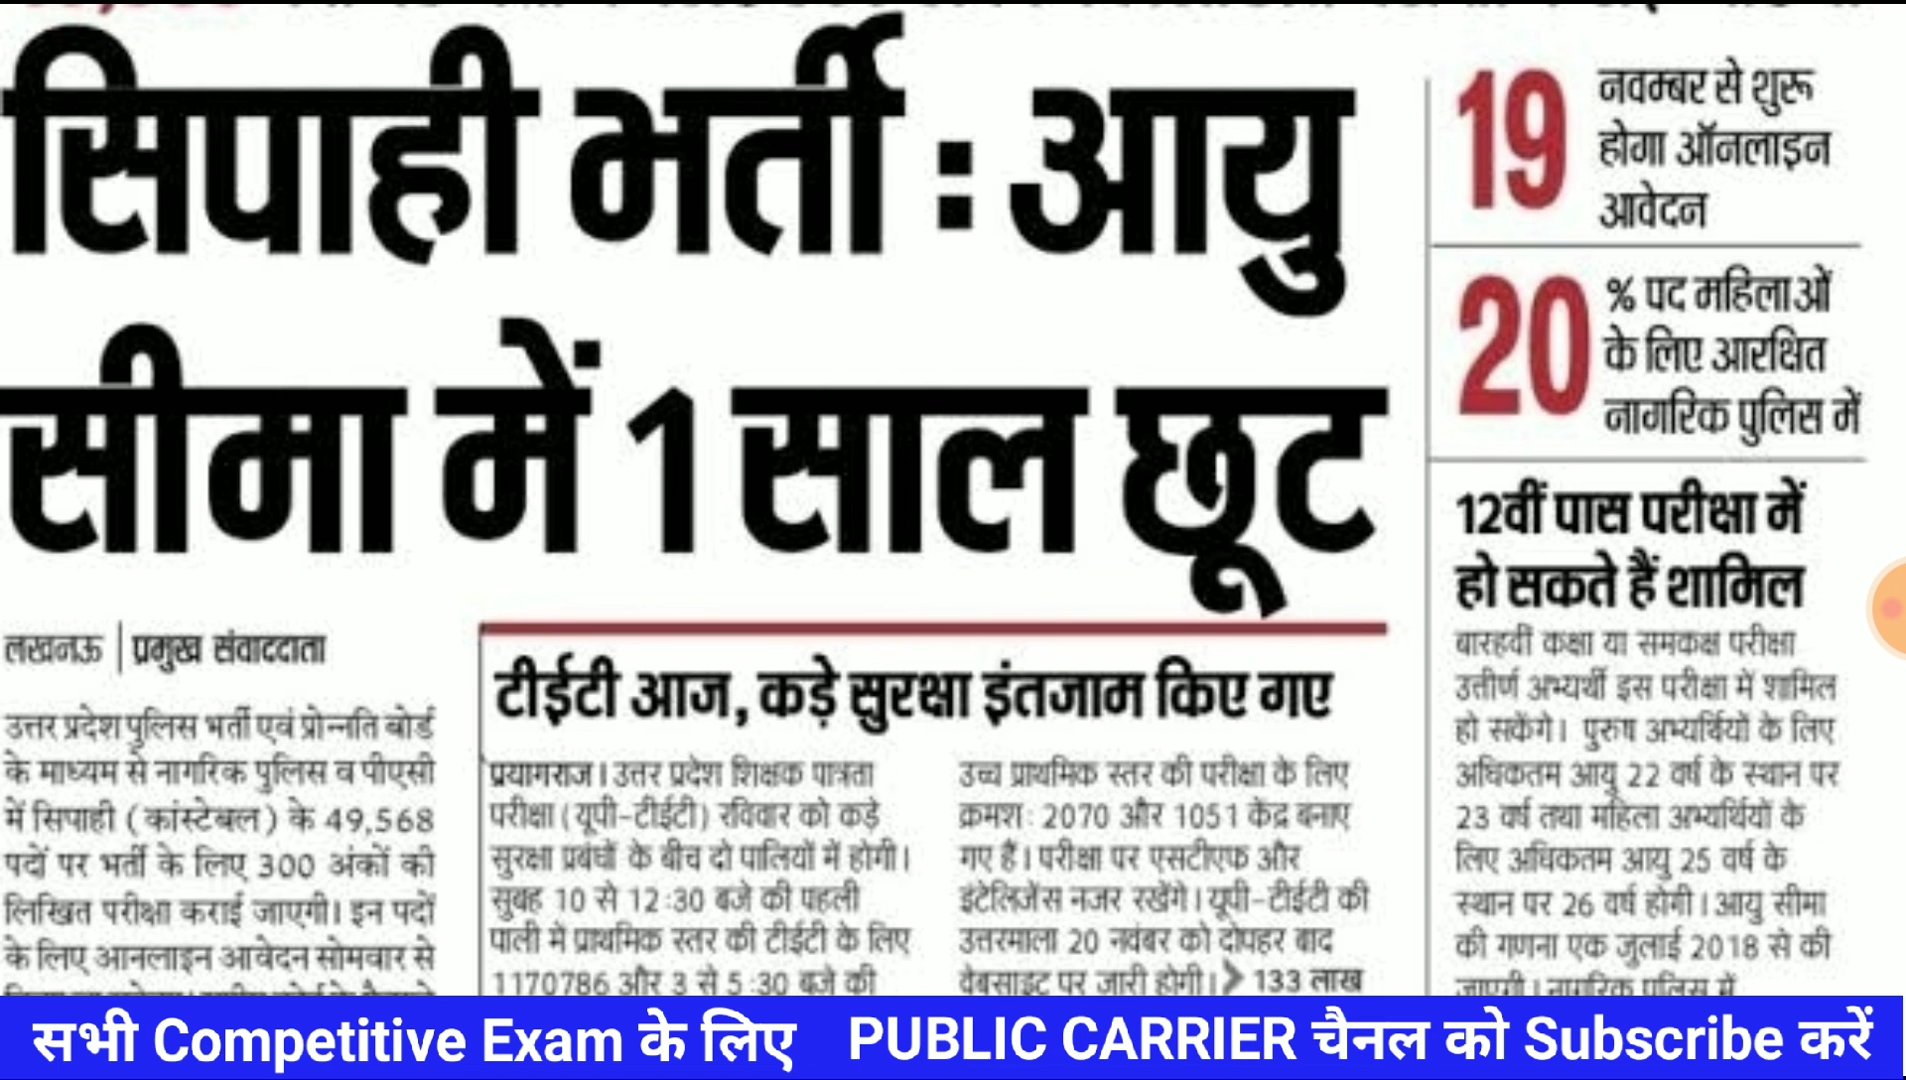 सिपाही भर्ती : आयु
सीमा में 1 साल छूट
लखनऊ | प्रमुख संवाददाता
उत्तर प्रदेश पुलिस भर्ती एवं प्रोन्नति बोर्ड
के माध्यम से नागरिक पुलिस व पीएसी
में सिपाही (कांस्टेबल) के 49,568
पदों पर भर्ती के लिए 300 अंकों की
लिखित परीक्षा कराई जाएगी। इन पदों
के लिए आनलाइन आवेदन सोमवार से
टीईटी आज, कड़े सुरक्षा इंतजाम किए गए
प्रयागराज। उत्तर प्रदेश शिक्षक पात्रता
परीक्षा (यूपी-टीईटी) रविवार को कड़े
सुरक्षा प्रबंधों के बीच दो पालियों में होगी।
सुबह 10 से 12:30 बजे की पहली
पाली में प्राथमिक स्तर की टीईटी के लिए
1170786 और 3 से 5:30 बजे की
उच्च प्राथमिक स्तर की परीक्षा के लिए
क्रमश: 2070 और 1051 केंद्र बनाए
गए हैं। परीक्षा पर एसटीएफ और
इंटेलिजेंस नजर रखेंगे। यूपी-टीईटी की
उत्तरमाला 20 नवंबर को दोपहर बाद
वेबसाइट पर जारी होगी। > 133 लाख
19 नवम्बर से शुरू
होगा ऑनलाइन
आवेदन
20 % पद महिलाओं
के लिए आरक्षित
नागरिक पुलिस में
12वीं पास परीक्षा में
हो सकते हैं शामिल
बारहवीं कक्षा या समकक्ष परीक्षा
उत्तीर्ण अभ्यर्थी इस परीक्षा में शामिल
हो सकेंगे। पुरुष अभ्यर्थियों के लिए
अधिकतम आयु 22 वर्ष के स्थान पर
23 वर्ष तथा महिला अभ्यर्थियों के
लिए अधिकतम आयु 25 वर्ष के
स्थान पर 26 वर्ष होगी। आयु सीमा
की गणना एक जुलाई 2018 से की
जाएगी। नागरिक पुलिस में
सभी Competitive Exam के लिए PUBLIC CARRIER चैनल को Subscribe करें